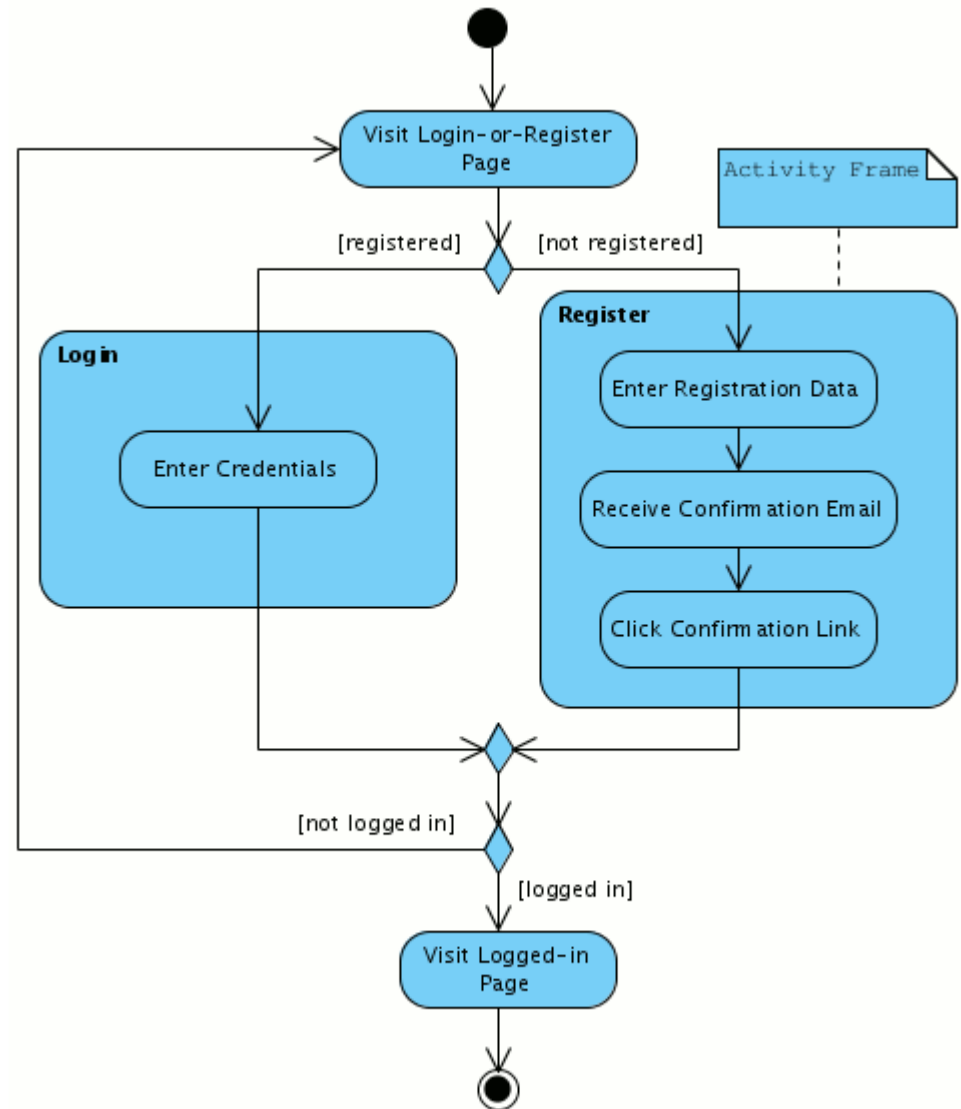 Visit Login-or-Register
Page
Activity Frame
[registered]
[not registered]
Register
Login
Enter Registration Data
Enter Credentials
Receive Confirmation Email
Click Confirmation Link
[not logged in]
[logged in]
Visit Logged-in
Page